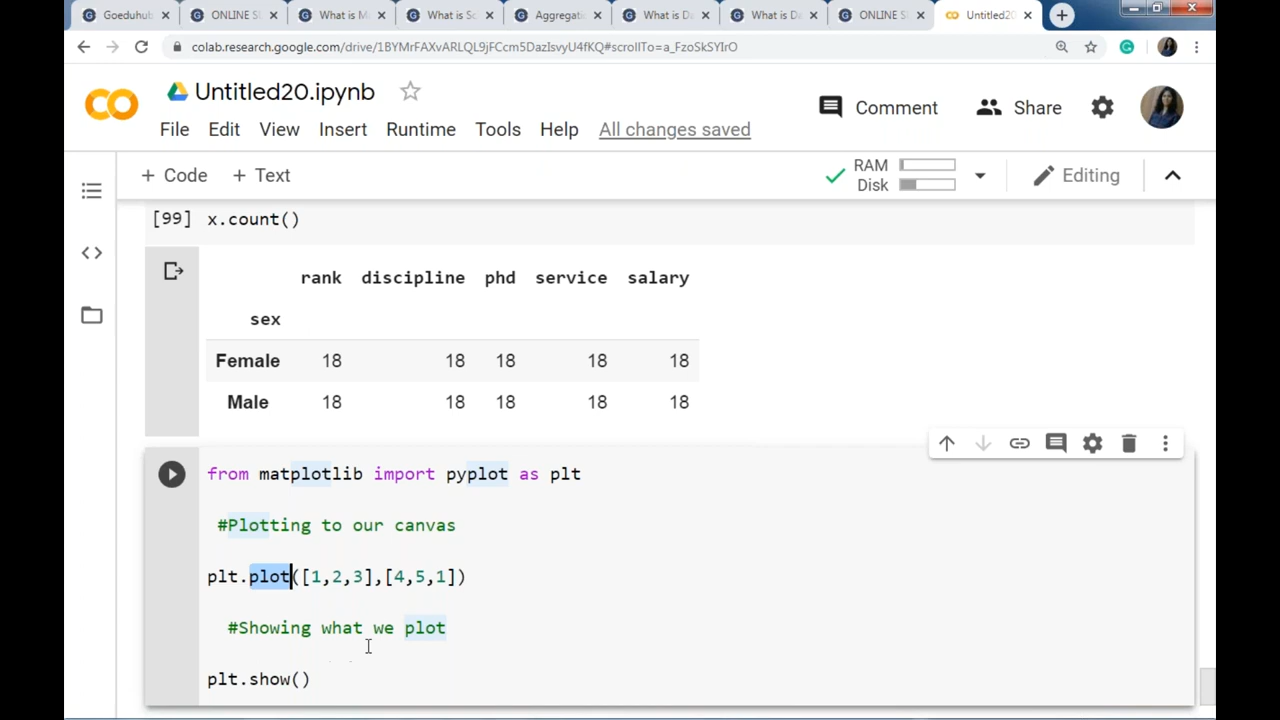 Goeduhub
ONLINE S
What is M
What is Sc
Aggregati
What is Da
What is Da
ONLINE S
Untitled20
colab.research.google.com/drive/1BYMrFAXvARLQL9jFCcm5DazIsvyU4fKQ#scrollTo=a_FzoSkSYIrO
Untitled20.ipynb
Comment
Share
File Edit View Insert Runtime Tools Help All changes saved
+ Code + Text
RAM
Disk
Editing
[99] x.count()
rank discipline phd service salary
sex
Female 18 18 18 18 18
Male 18 18 18 18 18
from matplotlib import pyplot as plt
#Plotting to our canvas
plt.plot([1,2,3],[4,5,1])
#Showing what we plot
plt.show()